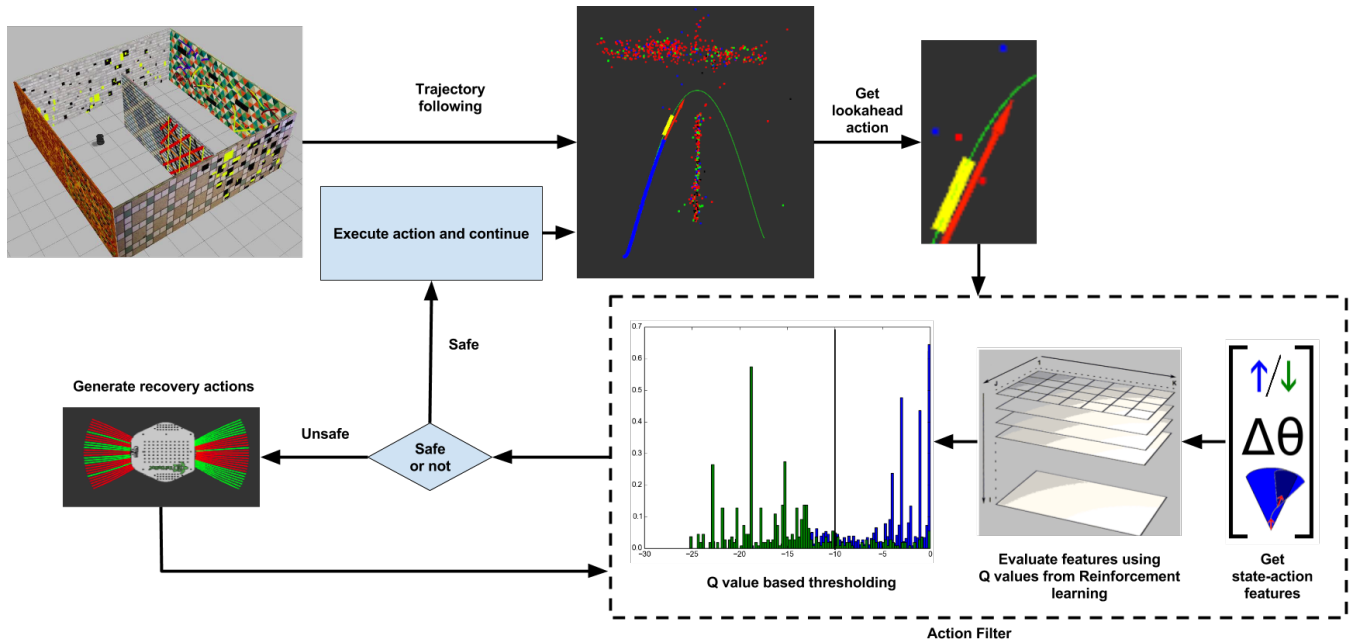 Trajectory
following
Get
lookahead
action
Execute action and continue
Safe
Generate recovery actions
Unsafe
Safe
or not
0.7
0.6
0.5
0.4
0.3
0.2
0.1
0.0
−30
−25
−20
−15
−10
−5
0
Q value based thresholding
1
J
K
I
Evaluate features using
Q values from Reinforcement
learning
↑/↓
Δθ
Get
state-action
features
Action Filter